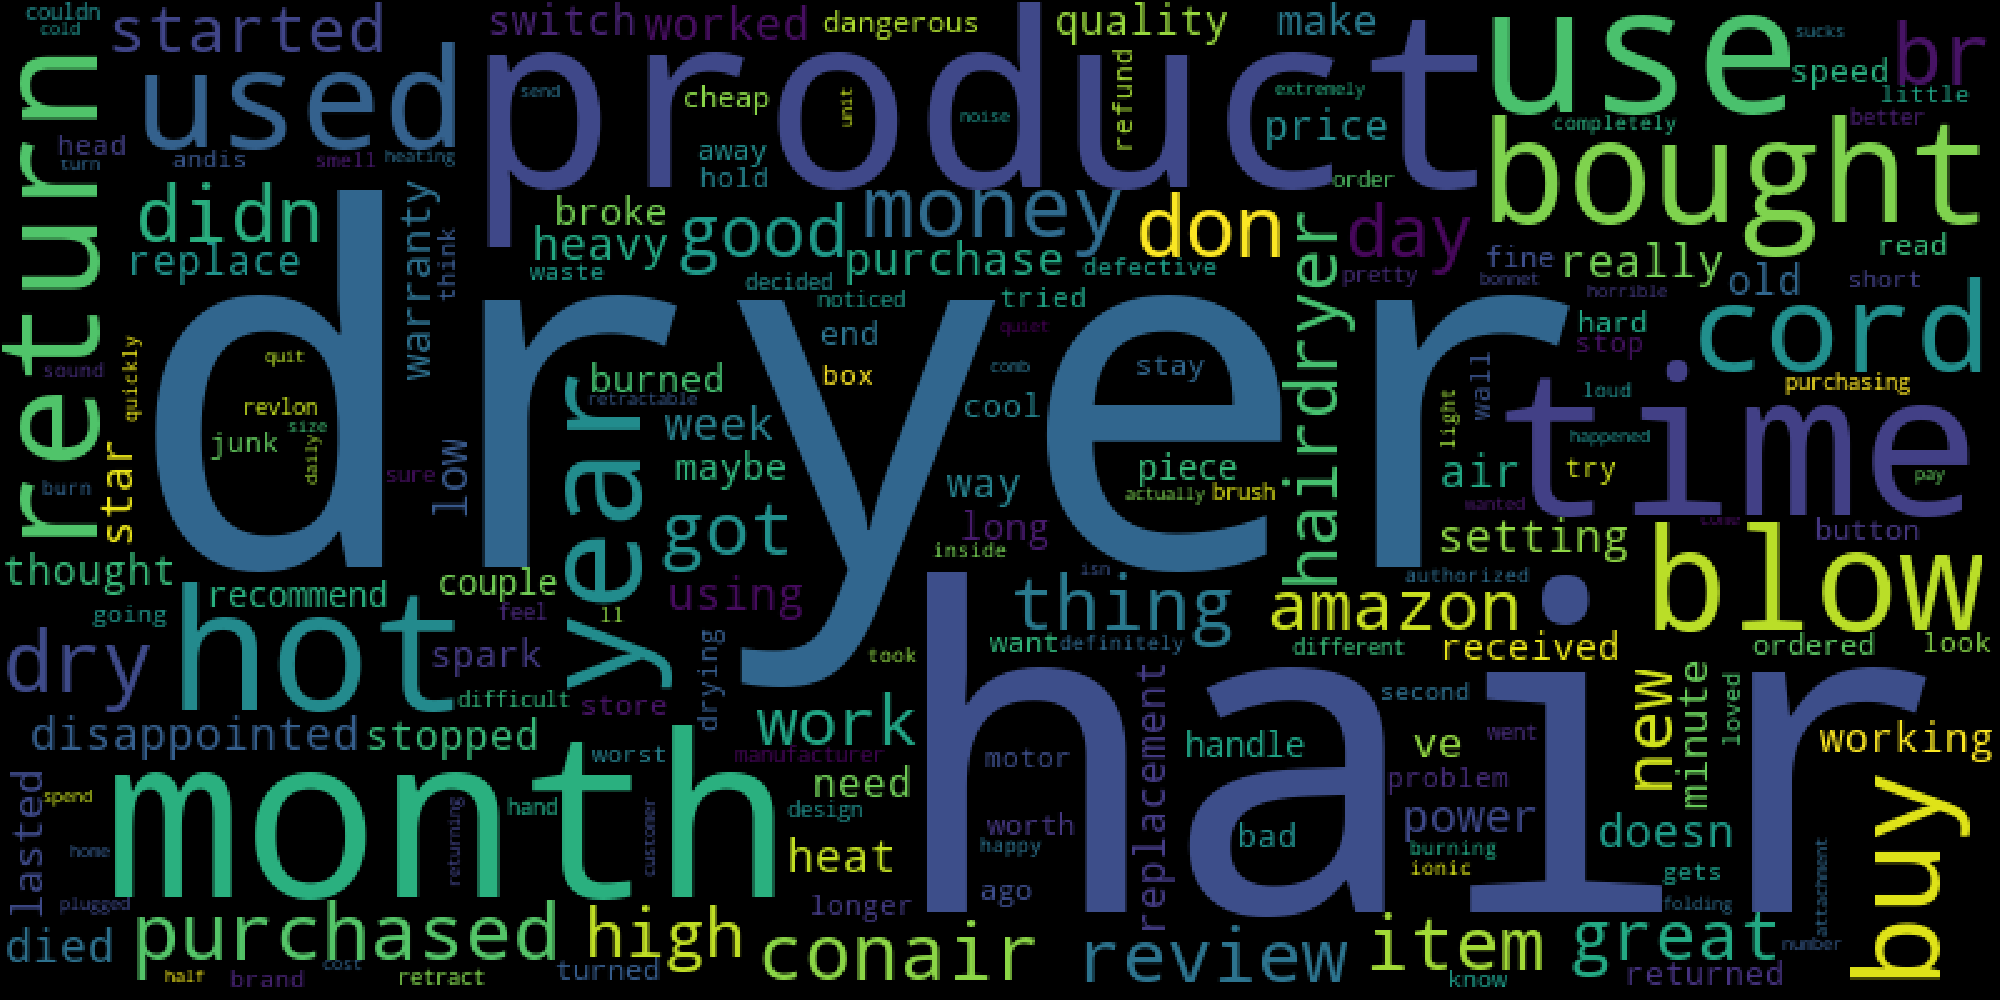 couldn
cold
started
switch
worked
dangerous
quality
make
use
sucks
br
speed
little
return
used
product
send
cheap
unit
noise
refund
extremely
price
completely
better
head
turn
andis
smell
heating
away
hold
order
bought
didn
replace
warranty
think
broke
heavy
waste
good
money
purchase
decided
don
defective
day
pretty
hairdryer
fine
bonnet
really
horrible
old
read
short
dryer
noticed
tried
quiet
end
box
comb
cool
stay
hard
stop
cord
purchasing
sound
quickly
quit
revlon
size
junk
daily
burned
retractable
week
maybe
year
light
wall
loud
time
happened
try
pay
burn
star
sure
low
got
way
long
inside
piece
actually
brush
air
wanted
setting
come
button
thought
going
recommend
couple
feel
ll
using
isn
thing
want
definitely
authorized
amazon
different
received
blow
ordered
look
dry
hot
spark
difficult
store
drying
took
hair
replacement
second
new
minute
loved
disappointed
stopped
worst
work
manufacturer
motor
handle
ve
went
problem
working
lasted
spend
month
hand
returning
customer
need
design
heat
worth
happy
bad
power
burning
ionic
doesn
gets
buy
home
plugged
longer
ago
folding
attachment
died
purchased
high
conair
review
item
great
number
half
brand
cost
retract
turned
know
returned